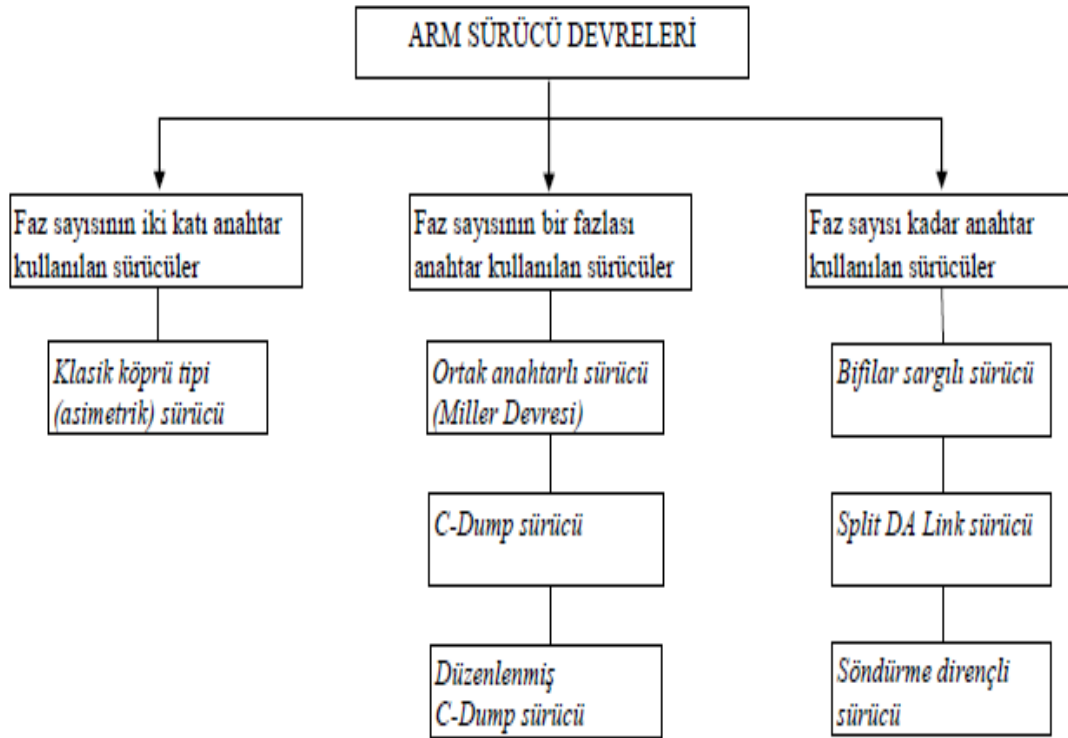 ARM SÜRÜCÜ DEVRELERİ
Faz sayısının iki katı anahtar
kullanılan sürücüler
Faz sayısının bir fazlası
anahtar kullanılan sürücüler
Faz sayısı kadar anahtar
kullanılan sürücüler
Klasik köprü tipi
(asimetrik) sürücü
Ortak anahtarlı sürücü
(Miller Devresi)
Bifilar sargılı sürücü
C-Dump sürücü
Split DA Link sürücü
Düzenlenmiş
C-Dump sürücü
Söndürme dirençli
sürücü